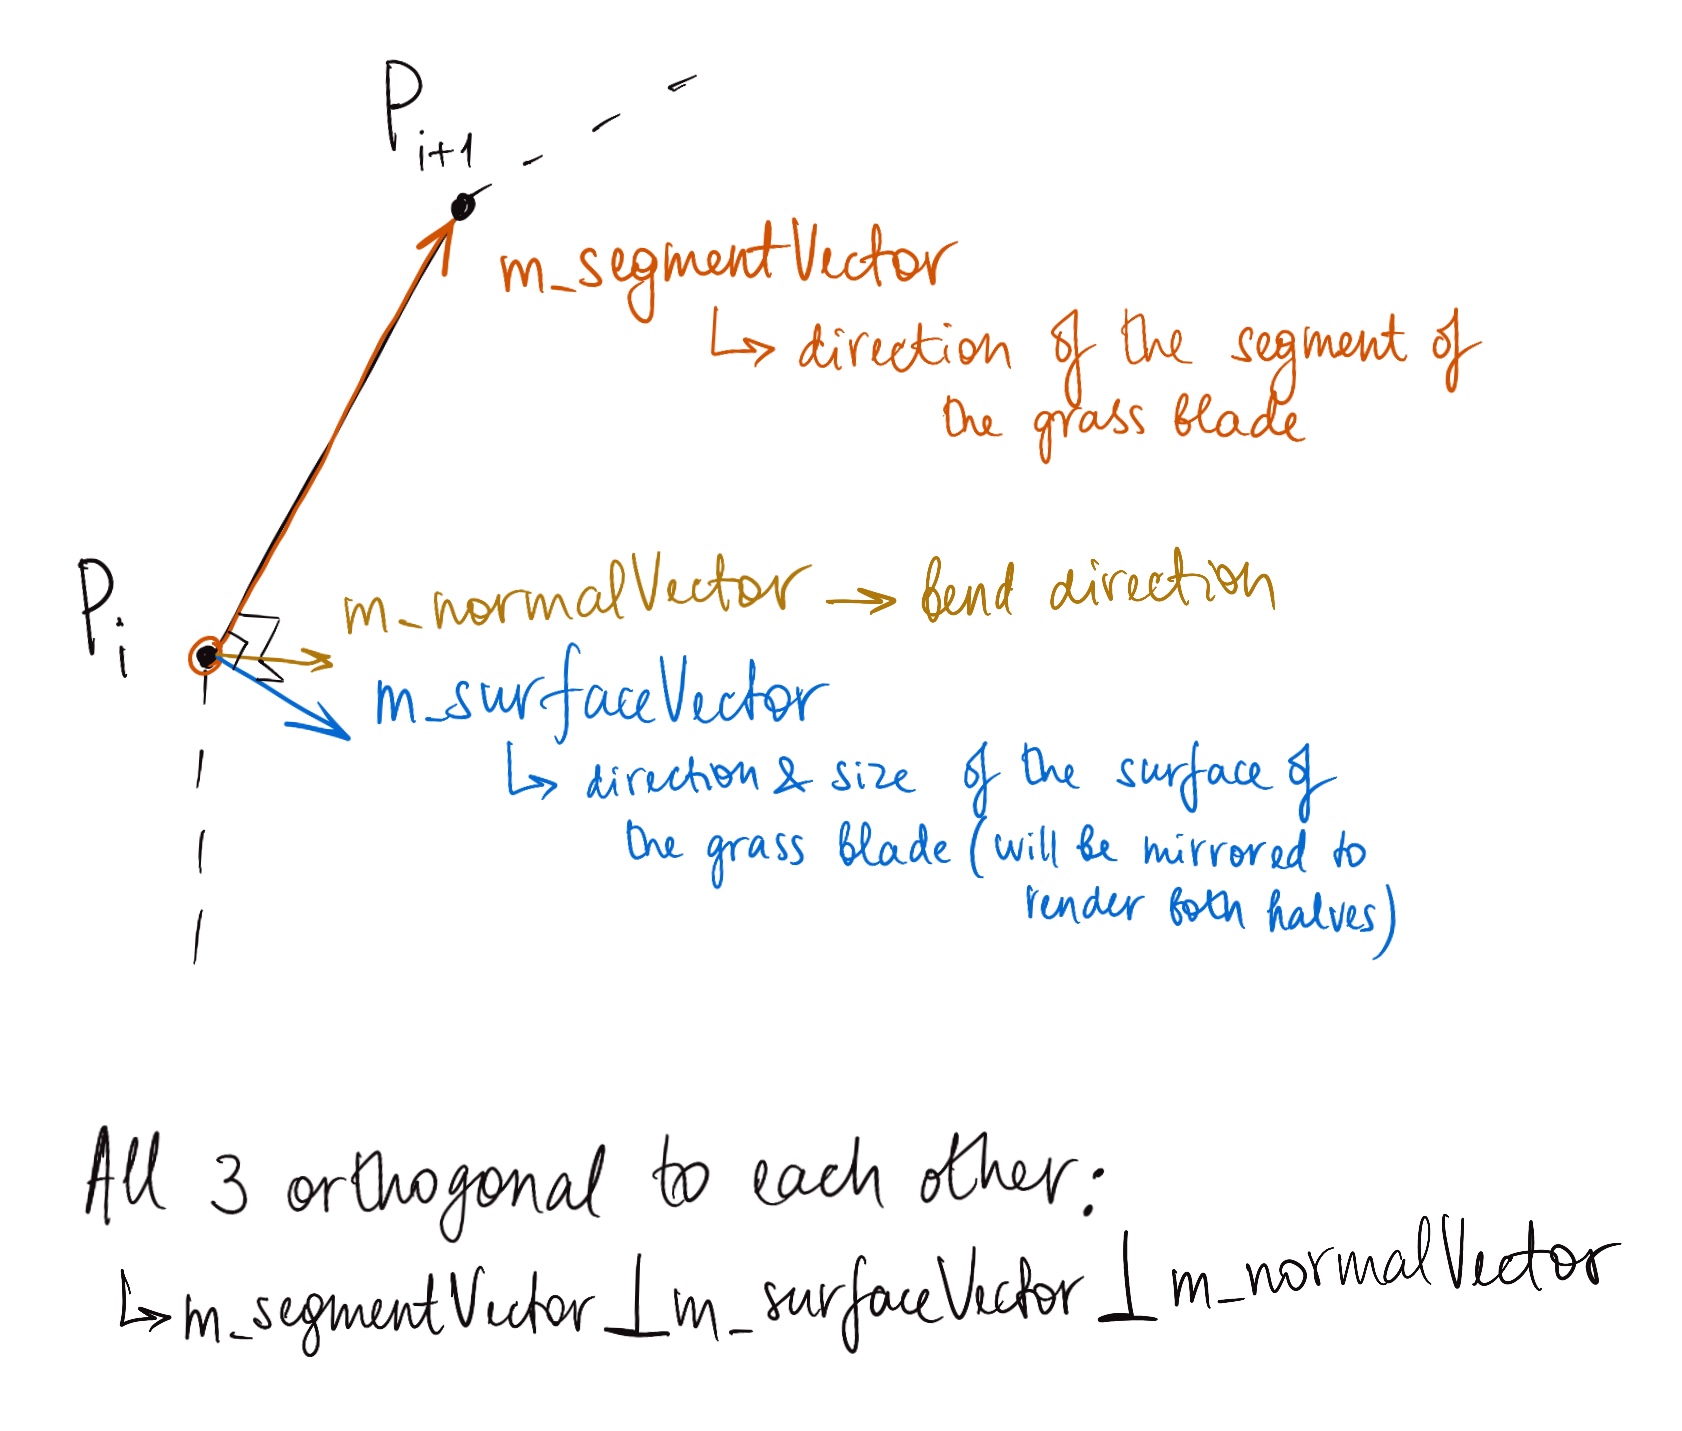 P i+1
m_segmentVector
↳ direction of the segment of
the grass blade
P i
m_normalVector → bend direction
m_surfaceVector
↳ direction & size of the surface of
the grass blade (will be mirrored to
render both halves)
All 3 orthogonal to each other:
↳ m_segmentVector ⊥ m_surfaceVector ⊥ m_normalVector